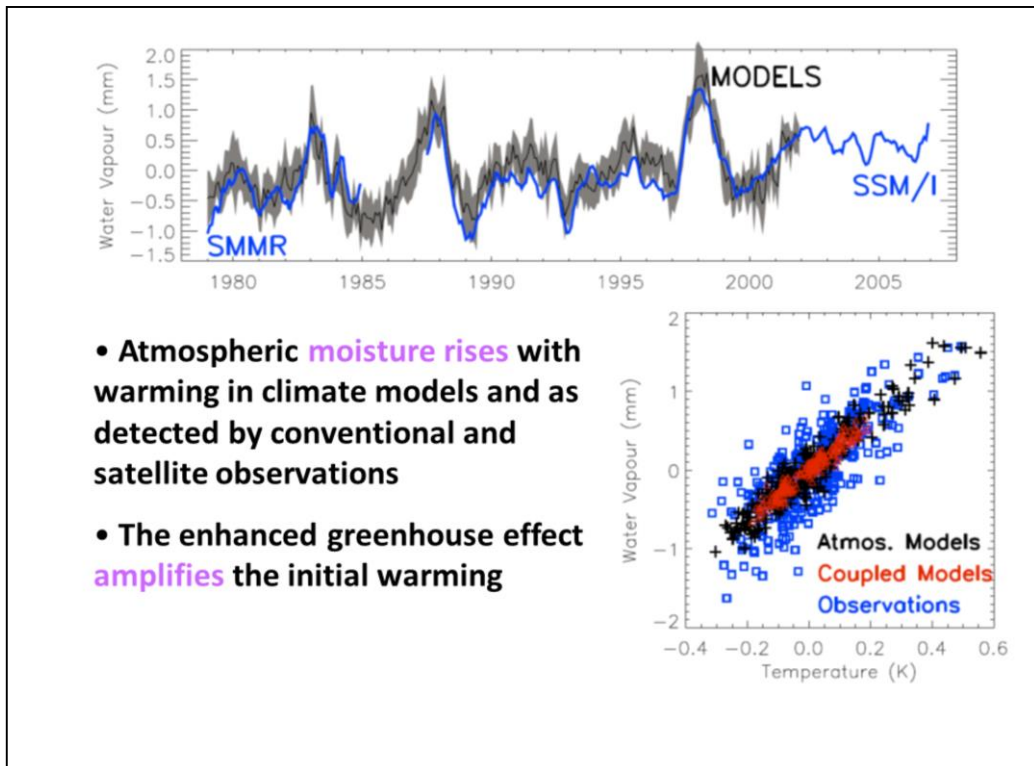 Water Vapour (mm)
2.0
1.5
1.0
0.5
0.0
−0.5
−1.0
−1.5
MODELS
SSM/I
SMMR
1980 1985 1990 1995 2000 2005
• Atmospheric moisture rises with
warming in climate models and as
detected by conventional and
satellite observations
• The enhanced greenhouse effect
amplifies the initial warming
Water Vapour (mm)
2
1
0
−1
−2
Atmos. Models
Coupled Models
Observations
−0.4 −0.2 0.0 0.2 0.4 0.6
Temperature (K)